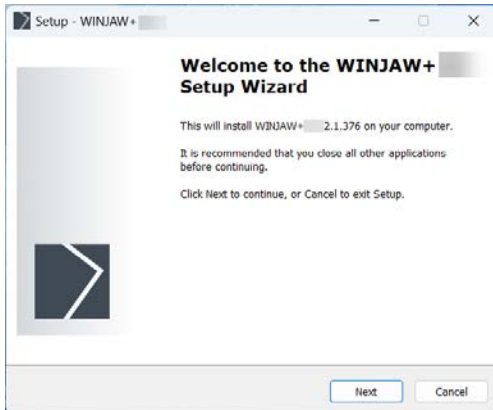 Setup - WINJAW+
Welcome to the WINJAW+
Setup Wizard
This will install WINJAW+ 2.1.376 on your computer.
It is recommended that you close all other applications
before continuing.
Click Next to continue, or Cancel to exit Setup.
Next Cancel